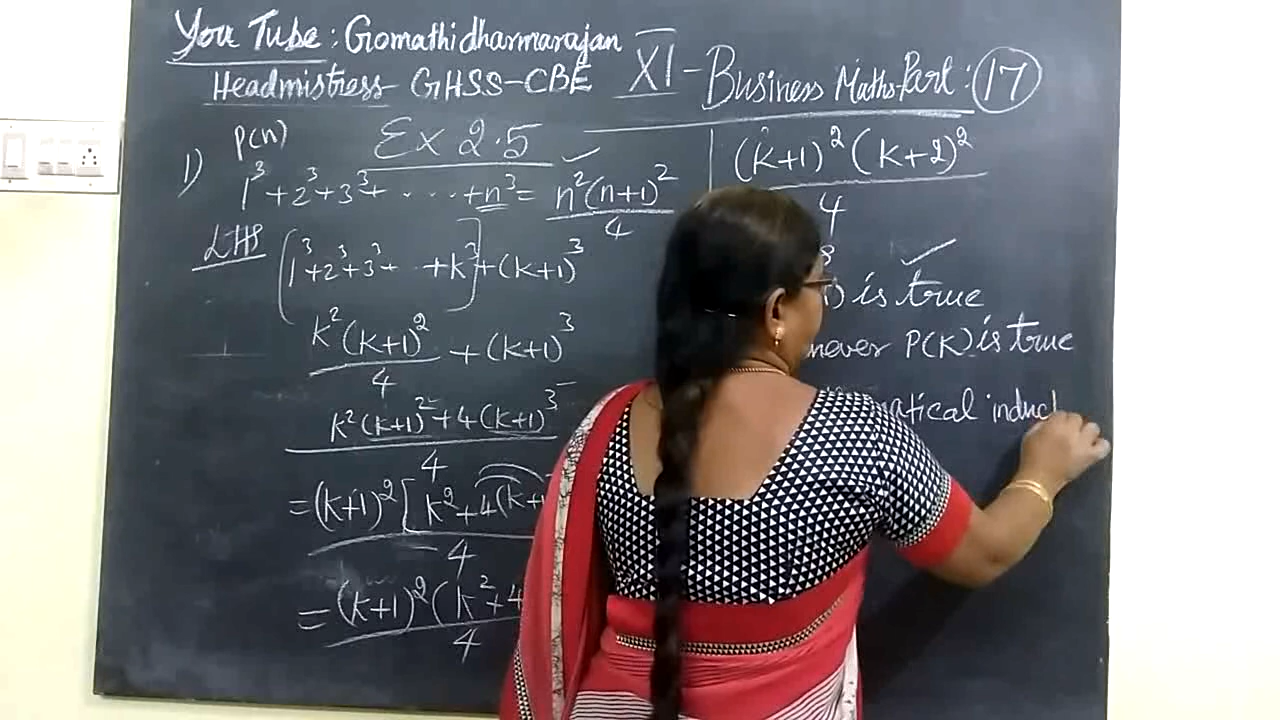 You Tube : Gomathidharmarajan
Headmistress - GHSS-CBE
XI - Business Maths-Part : 17
P(n)
Ex 2.5
1) 1³ + 2³ + 3³ + ...... + n³ = n²(n+1)² / 4
LHS [1³ + 2³ + 3³ + .. + k³] + (k+1)³
k²(k+1)² / 4 + (k+1)³
k²(k+1)² + 4(k+1)³ / 4
= (k+1)² [k² + 4(k+1 / 4
= (k+1)² (k² + 4 / 4
(k+1)² (k+2)² / 4
) is true
never P(K) is true
atical induct